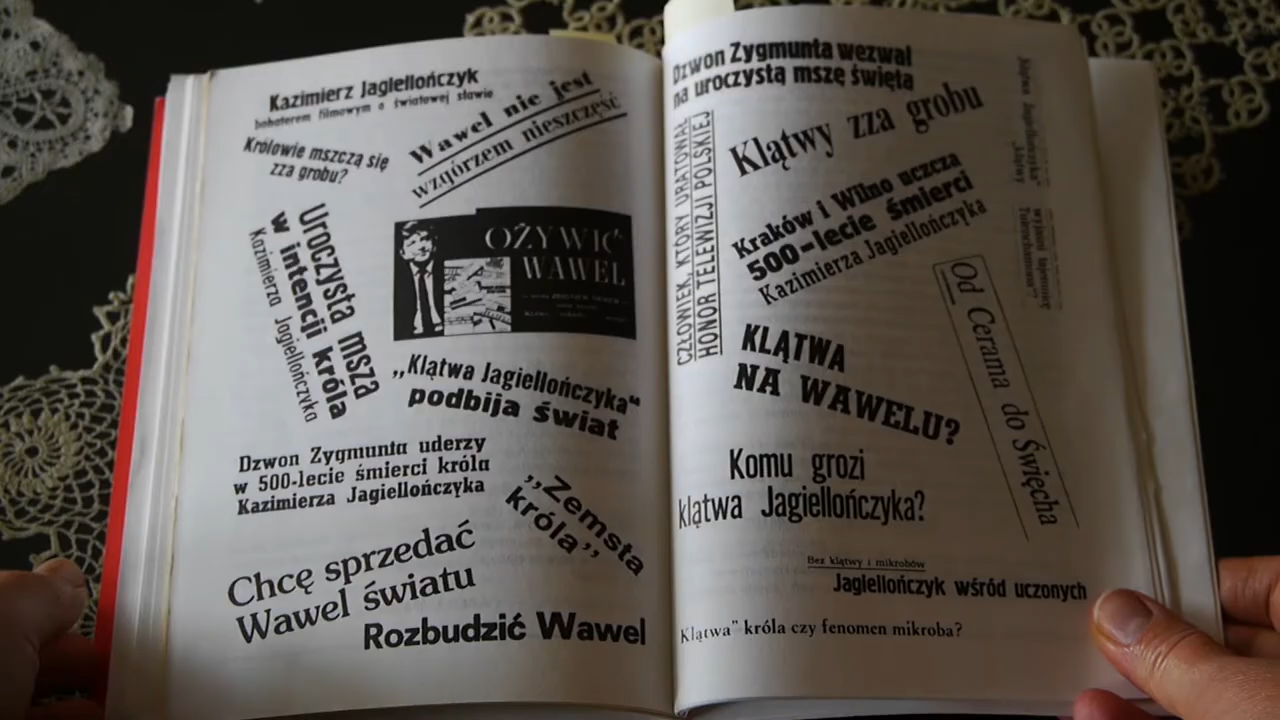 Kazimierz Jagiellończyk
bohaterem filmowym o światowej sławie
Królowie mszczą się
zza grobu?
Wawel nie jest
wzgórzem nieszczęść
Uroczysta msza
w intencji króla
Kazimierza Jagiellończyka
OŻYWIĆ
WAWEL
„Klątwa Jagiellończyka"
podbija świat
Dzwon Zygmunta uderzy
w 500-lecie śmierci króla
Kazimierza Jagiellończyka
„Zemsta
króla”
Chcę sprzedać
Wawel światu
Rozbudzić Wawel
Dzwon Zygmunta wezwał
na uroczystą mszę świętą
CZŁOWIEK, KTÓRY URATOWAŁ
HONOR TELEWIZJI POLSKIEJ
Klątwy zza grobu
Kraków i Wilno uczczą
500-lecie śmierci
Kazimierza Jagiellończyka
KLĄTWA
NA WAWELU?
Od Cerama do Święcha
Komu grozi
klątwa Jagiellończyka?
Bez klątwy i mikrobów
Jagiellończyk wśród uczonych
Klątwa" króla czy fenomen mikroba?